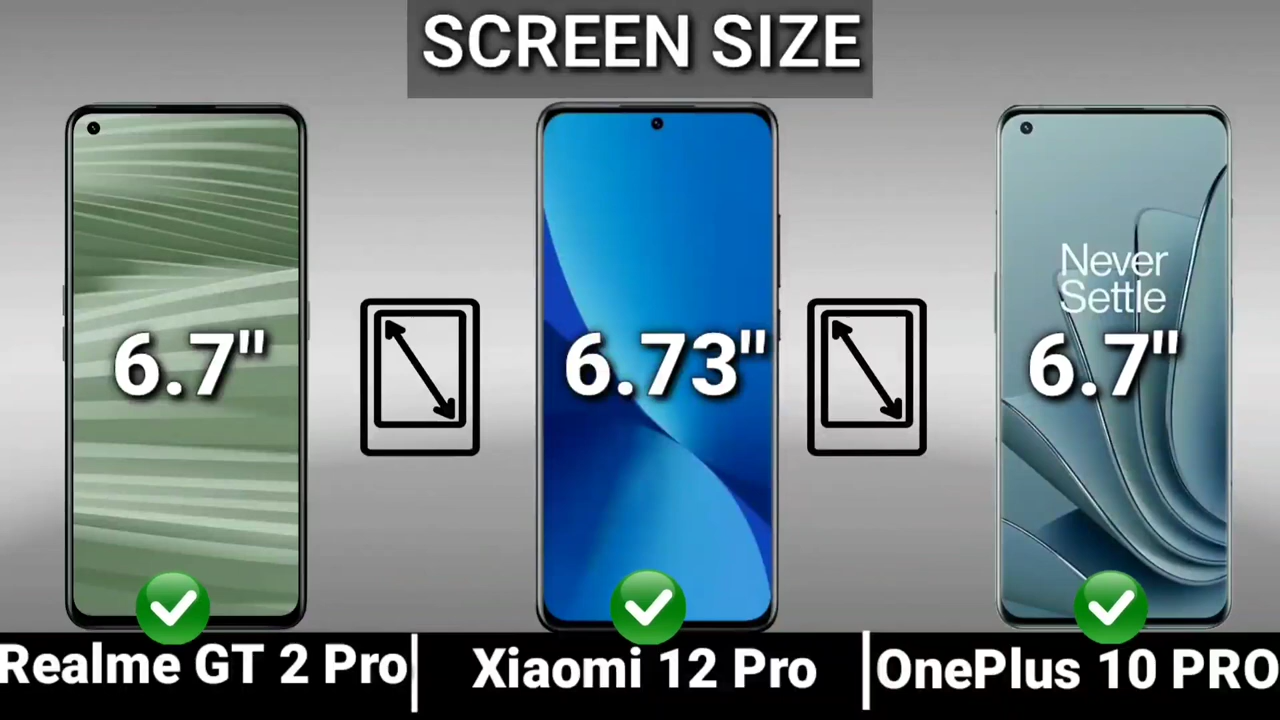 SCREEN SIZE
Never
Settle
6.7"
6.73"
6.7"
Realme GT 2 Pro
Xiaomi 12 Pro
OnePlus 10 PRO